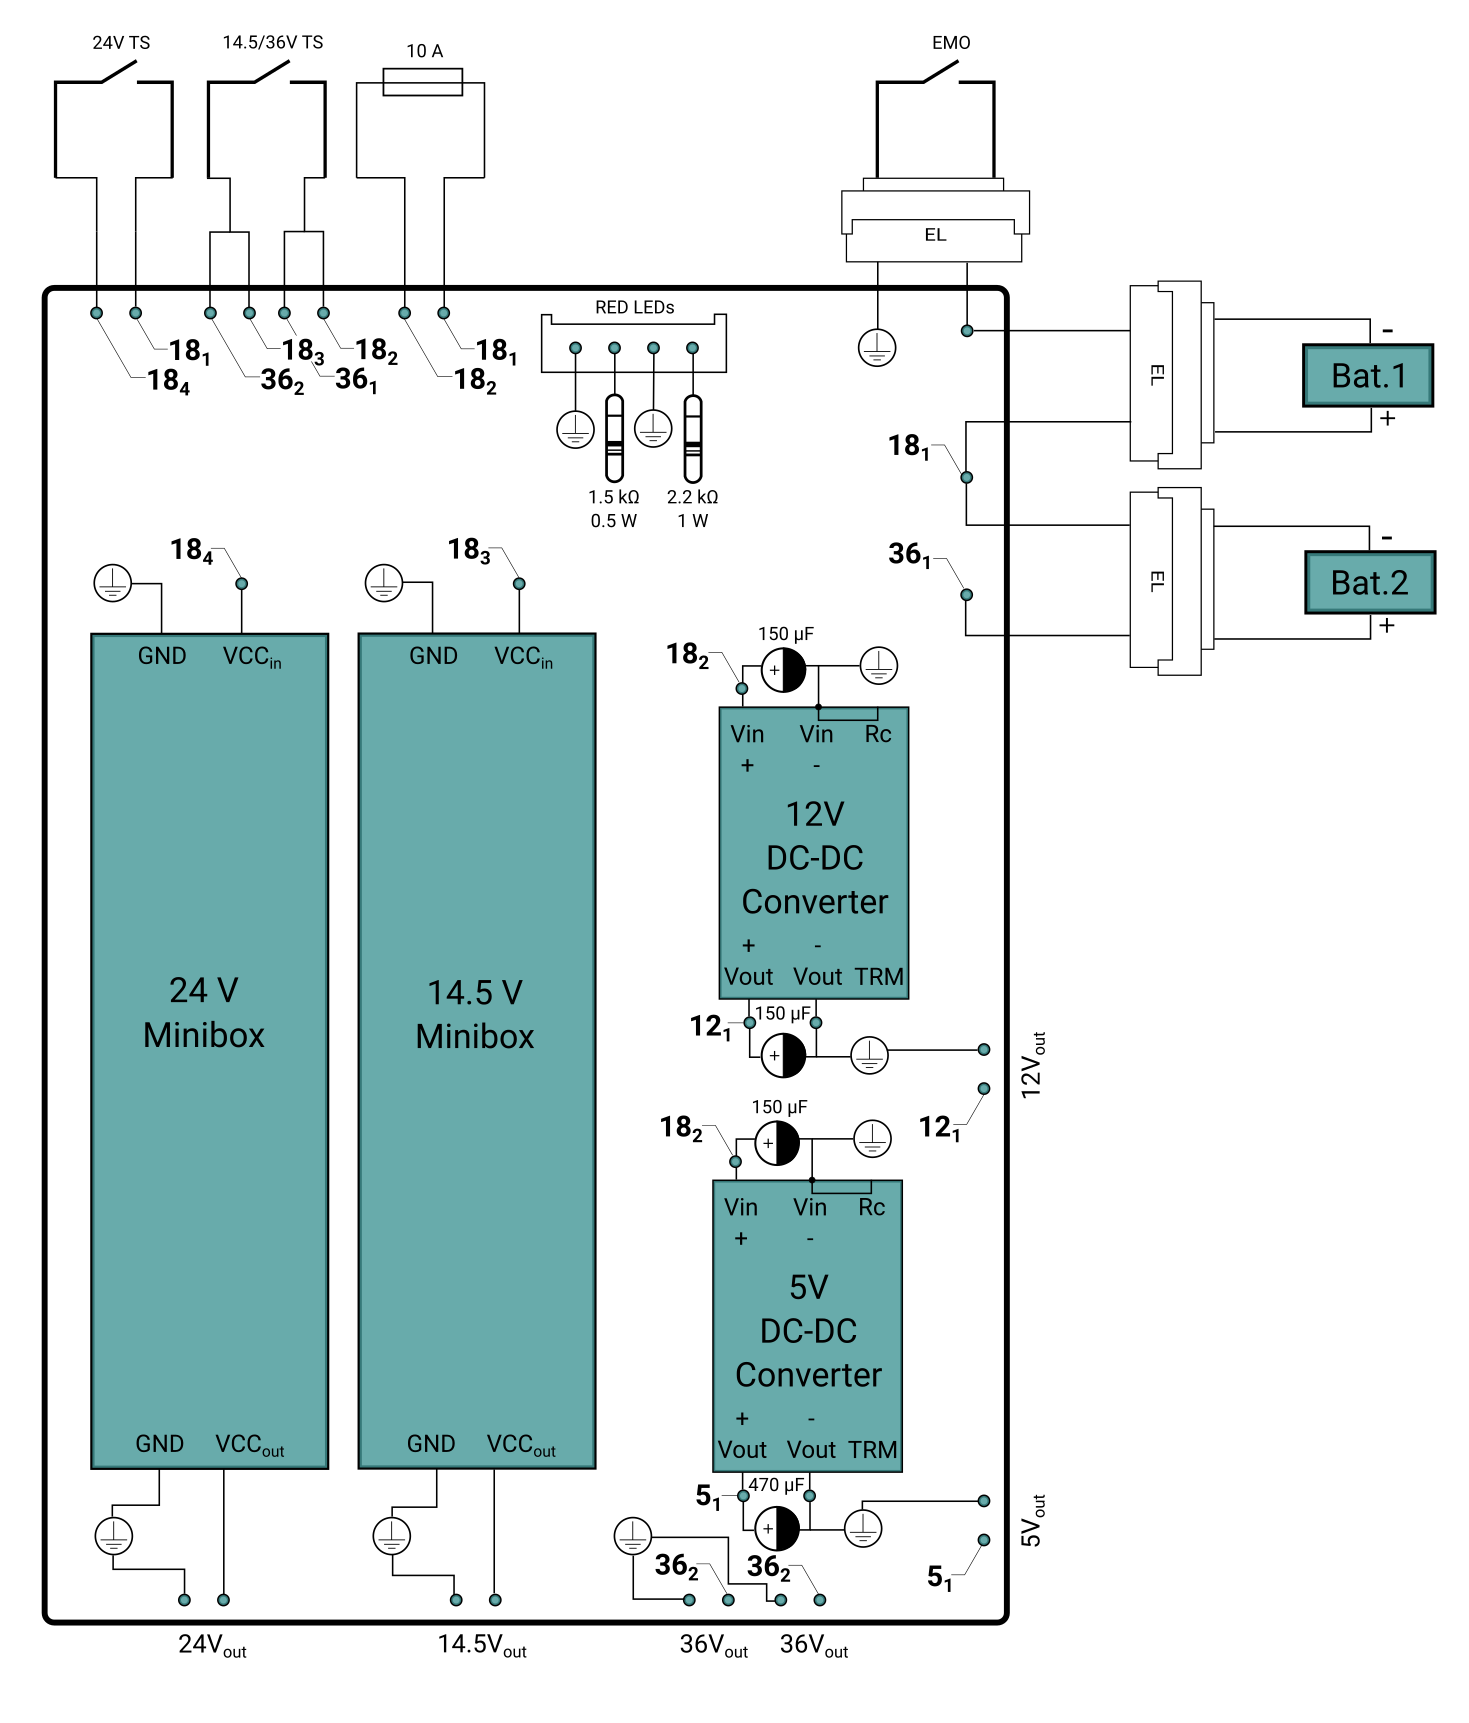 24V TS
14.5/36V TS
10 A
EMO
EL
RED LEDs
18₁
18₄
18₃
36₂
18₂
36₁
18₁
18₂
1.5 kΩ
0.5 W
2.2 kΩ
1 W
EL
-
Bat.1
+
18₁
36₁
EL
-
Bat.2
+
18₄
GND
VCCin
24 V
Minibox
GND
VCCout
18₃
GND
VCCin
14.5 V
Minibox
GND
VCCout
150 µF
18₂
+
Vin Vin Rc
+ -
12V
DC-DC
Converter
+ -
Vout Vout TRM
150 µF
12₁
+
12Vout
12₁
150 µF
18₂
+
Vin Vin Rc
+ -
5V
DC-DC
Converter
+ -
Vout Vout TRM
470 µF
5₁
+
5Vout
5₁
36₂
36₂
24Vout
14.5Vout
36Vout
36Vout